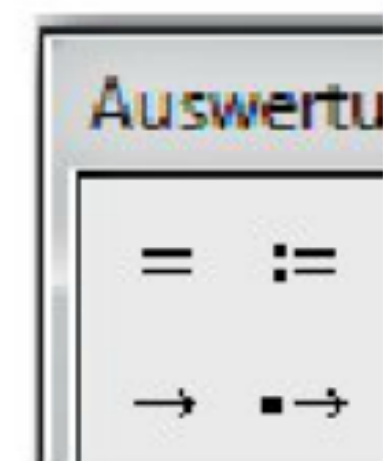 Auswertu
= :=
→ ▪→